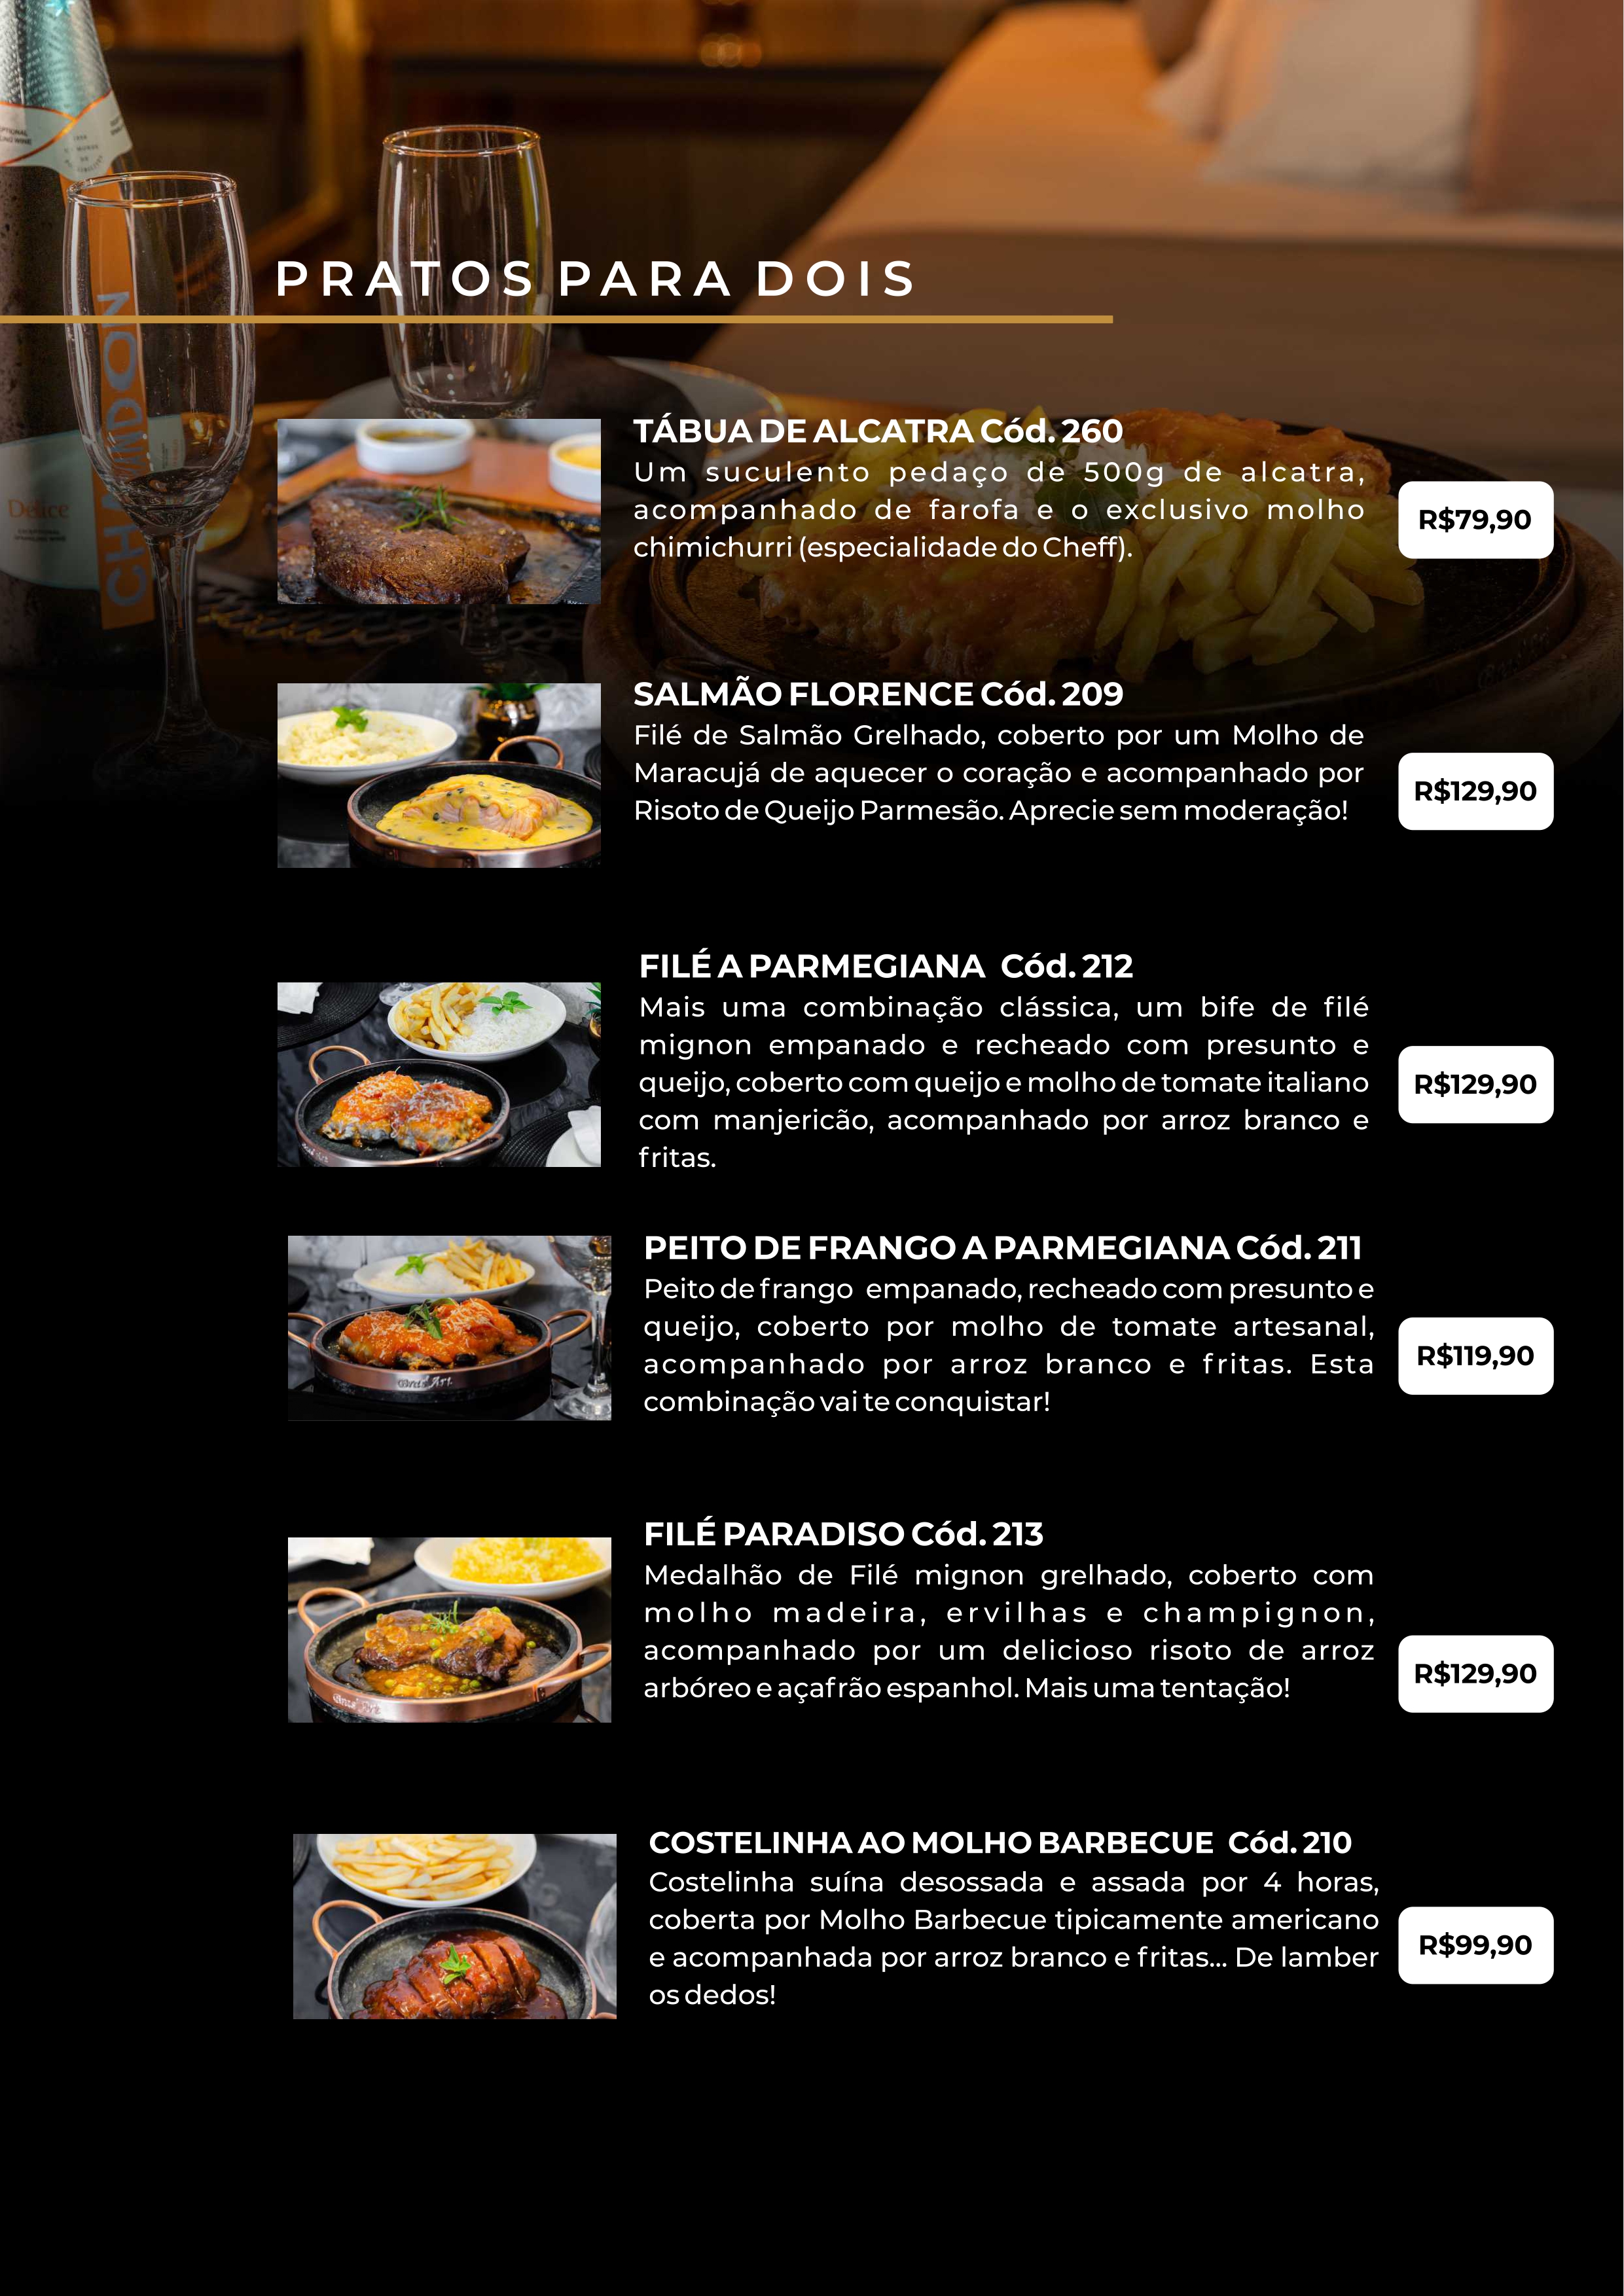 PRATOS PARA DOIS
TÁBUA DE ALCATRA Cód. 260
Um suculento pedaço de 500g de alcatra,
acompanhado de farofa e o exclusivo molho
chimichurri (especialidade do Cheff).
R$79,90
SALMÃO FLORENCE Cód. 209
Filé de Salmão Grelhado, coberto por um Molho de
Maracujá de aquecer o coração e acompanhado por
Risoto de Queijo Parmesão. Aprecie sem moderação!
R$129,90
FILÉ A PARMEGIANA Cód. 212
Mais uma combinação clássica, um bife de filé
mignon empanado e recheado com presunto e
queijo, coberto com queijo e molho de tomate italiano
com manjericão, acompanhado por arroz branco e
fritas.
R$129,90
PEITO DE FRANGO A PARMEGIANA Cód. 211
Peito de frango empanado, recheado com presunto e
queijo, coberto por molho de tomate artesanal,
acompanhado por arroz branco e fritas. Esta
combinação vai te conquistar!
R$119,90
FILÉ PARADISO Cód. 213
Medalhão de Filé mignon grelhado, coberto com
molho madeira, ervilhas e champignon,
acompanhado por um delicioso risoto de arroz
arbóreo e açafrão espanhol. Mais uma tentação!
R$129,90
COSTELINHA AO MOLHO BARBECUE Cód. 210
Costelinha suína desossada e assada por 4 horas,
coberta por Molho Barbecue tipicamente americano
e acompanhada por arroz branco e fritas... De lamber
os dedos!
R$99,90
CHANDON
Délice